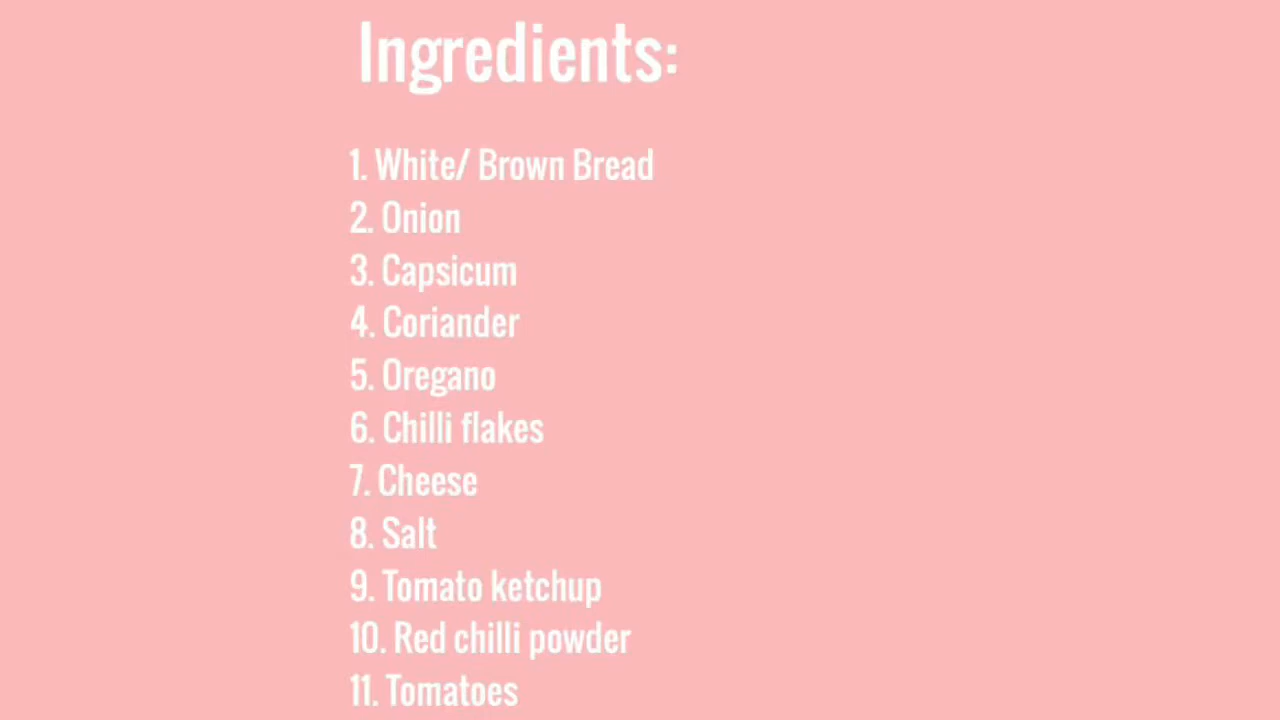 Ingredients:
1. White/ Brown Bread
2. Onion
3. Capsicum
4. Coriander
5. Oregano
6. Chilli flakes
7. Cheese
8. Salt
9. Tomato ketchup
10. Red chilli powder
11. Tomatoes